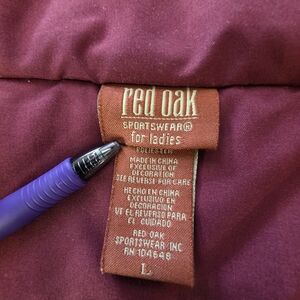 red oak
SPORTSWEAR®
for ladies
POLYESTER
MADE IN CHINA
EXCLUSIVE OF
DECORATION
SEE REVERSE FOR CARE
HECHO EN CHINA
EXCLUSIVO EN
DECORACION
VE EL REVERSO PARA
EL CUIDADO
RED OAK
SPORTSWEAR INC
RN 104648
L